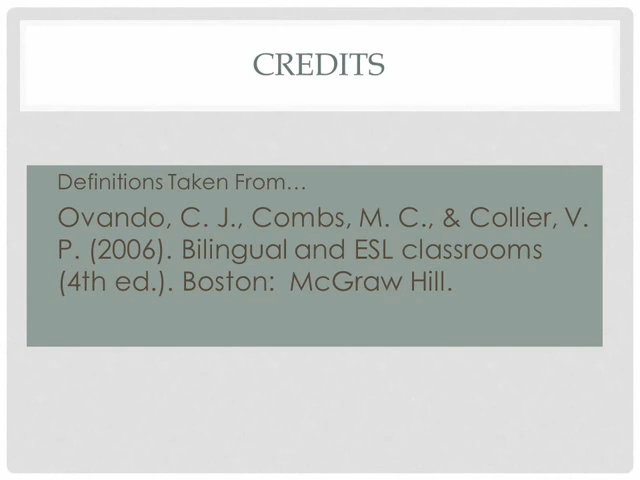 CREDITS
Definitions Taken From…
Ovando, C. J., Combs, M. C., & Collier, V.
P. (2006). Bilingual and ESL classrooms
(4th ed.). Boston:  McGraw Hill.